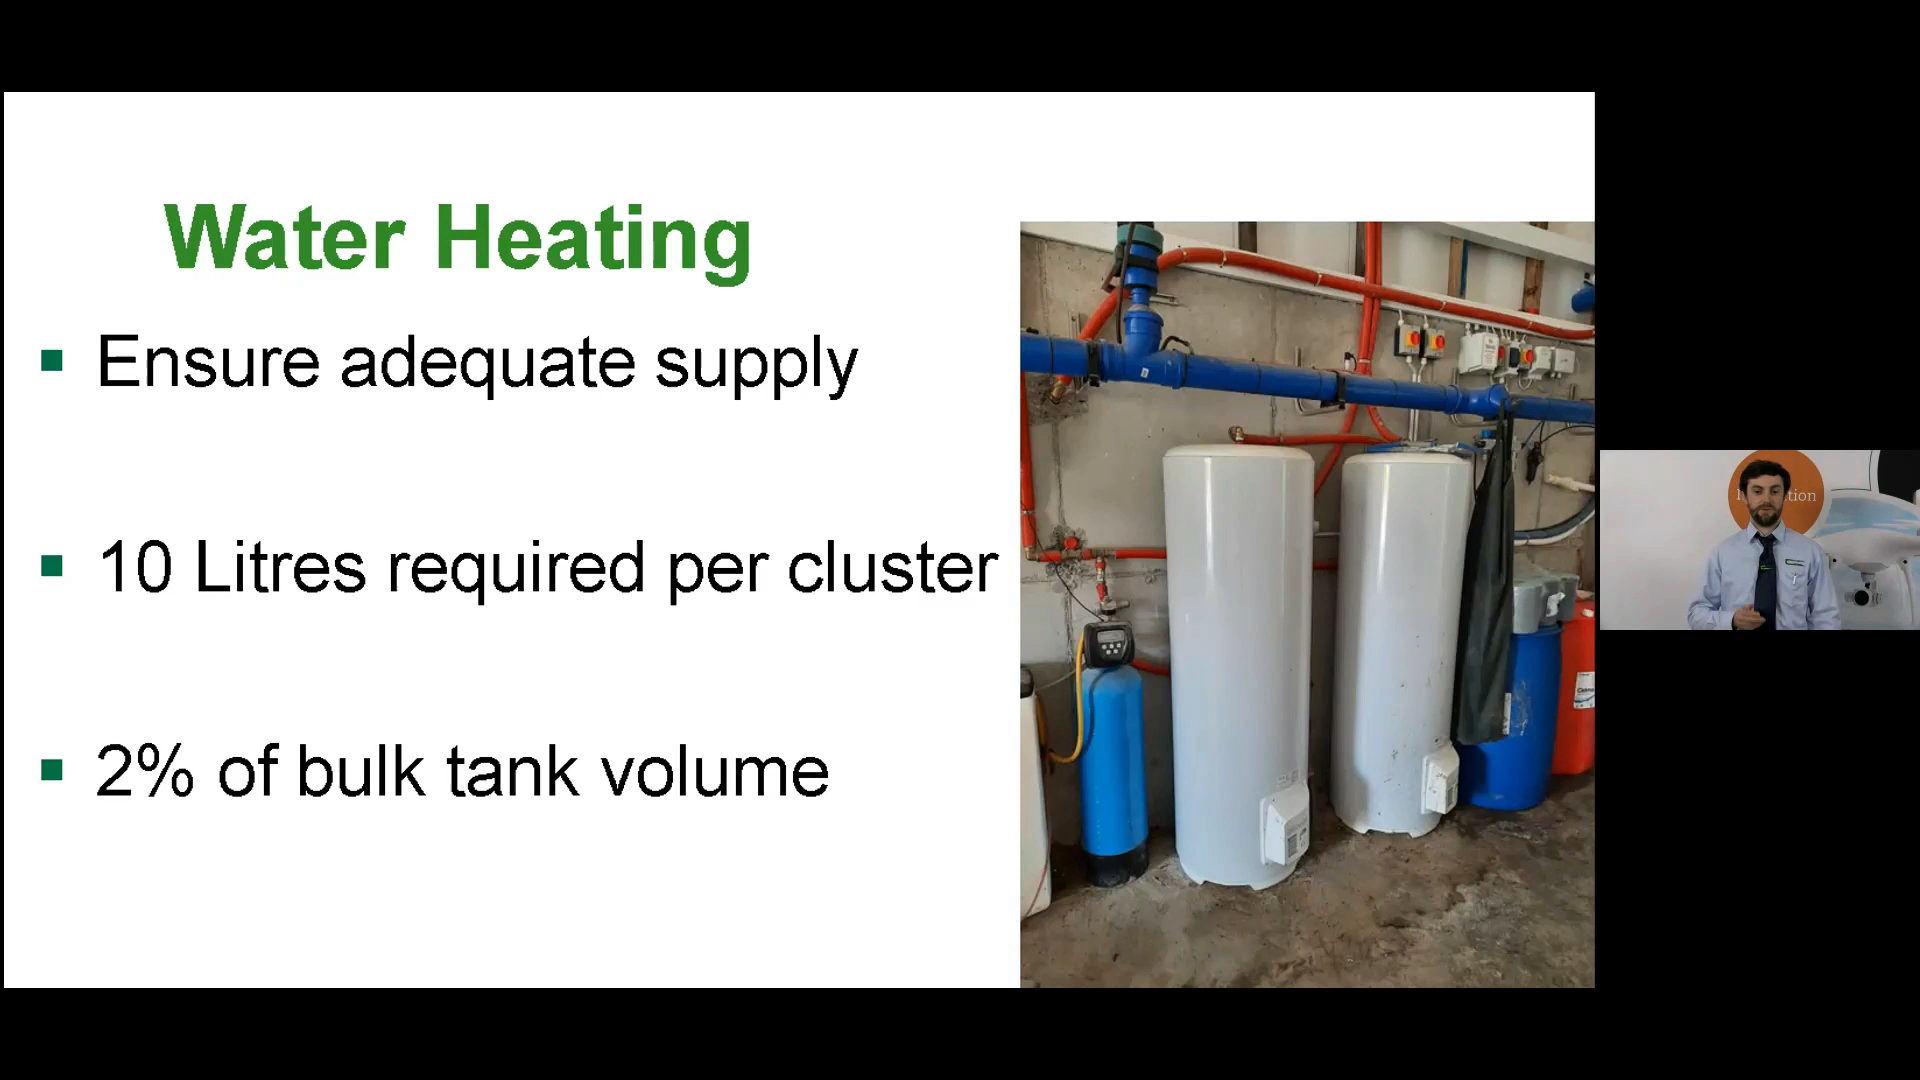 Water Heating
Ensure adequate supply
10 Litres required per cluster
2% of bulk tank volume